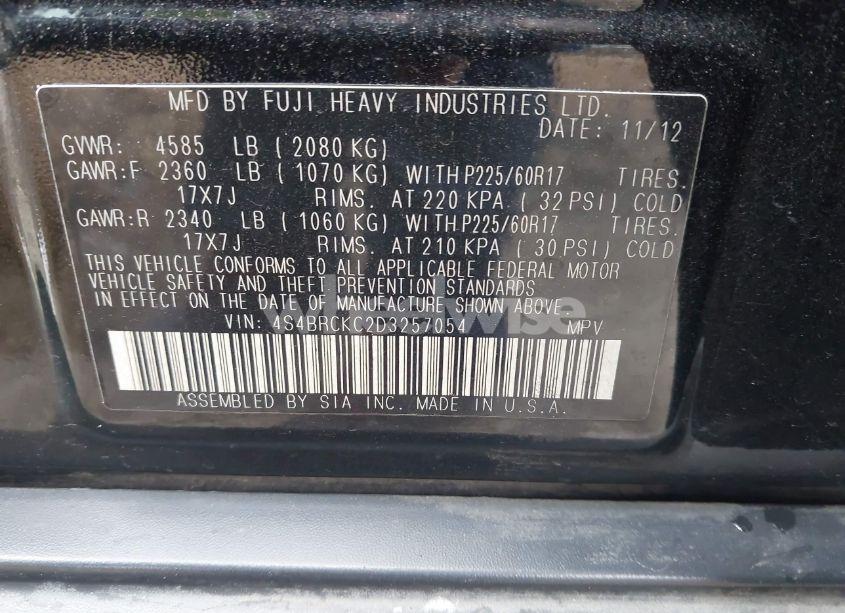 MFD BY FUJI HEAVY INDUSTRIES LTD.
DATE: 11/12
GVWR: 4585 LB ( 2080 KG)
GAWR:F 2360 LB ( 1070 KG) WITH P225/60R17 TIRES.
17X7J RIMS. AT 220 KPA ( 32 PSI) COLD
GAWR:R 2340 LB ( 1060 KG) WITH P225/60R17 TIRES.
17X7J RIMS. AT 210 KPA ( 30 PSI) COLD
THIS VEHICLE CONFORMS TO ALL APPLICABLE FEDERAL MOTOR
VEHICLE SAFETY AND THEFT PREVENTION STANDARDS
IN EFFECT ON THE DATE OF MANUFACTURE SHOWN ABOVE.
VIN: 4S4BRCKC2D3257054 MPV
ASSEMBLED BY SIA INC. MADE IN U.S.A.
wheelwise